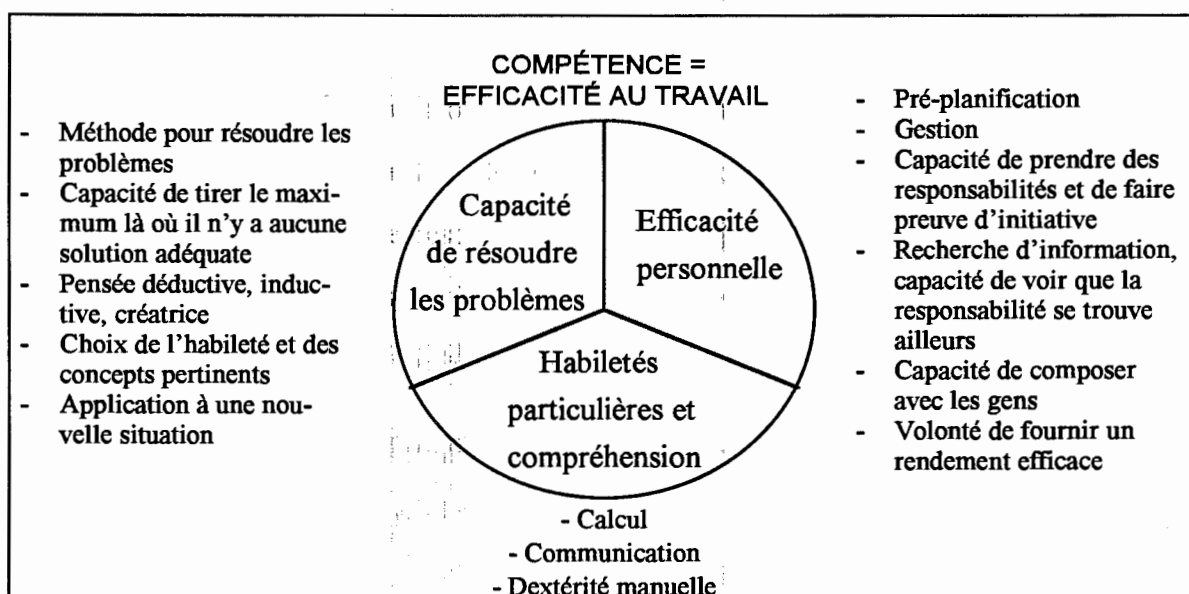 COMPÉTENCE =
EFFICACITÉ AU TRAVAIL
- Méthode pour résoudre les
problèmes
- Capacité de tirer le maxi-
mum là où il n'y a aucune
solution adéquate
- Pensée déductive, induc-
tive, créatrice
- Choix de l'habileté et des
concepts pertinents
- Application à une nou-
velle situation
Capacité
de résoudre
les problèmes
Efficacité
personnelle
Habiletés
particulières et
compréhension
- Pré-planification
- Gestion
- Capacité de prendre des
responsabilités et de faire
preuve d'initiative
- Recherche d'information,
capacité de voir que la
responsabilité se trouve
ailleurs
- Capacité de composer
avec les gens
- Volonté de fournir un
rendement efficace
- Calcul
- Communication
- Dextérité manuelle